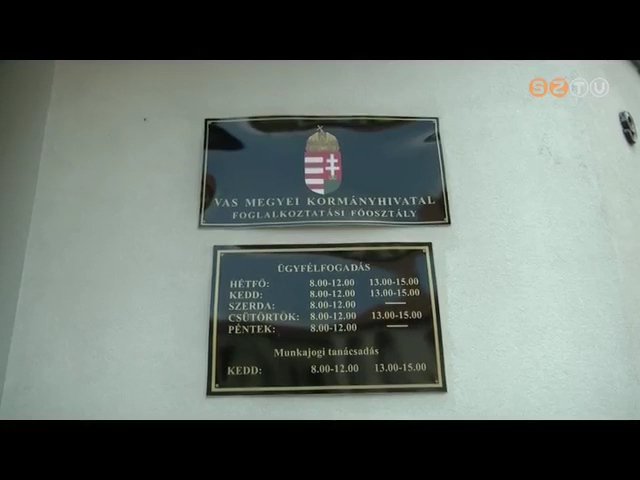 SZTV
VAS MEGYEI KORMÁNYHIVATAL
FOGLALKOZTATÁSI FŐOSZTÁLY
ÜGYFÉLFOGADÁS
HÉTFŐ: 8.00-12.00 13.00-15.00
KEDD: 8.00-12.00 13.00-15.00
SZERDA: 8.00-12.00 ——
CSÜTÖRTÖK: 8.00-12.00 13.00-15.00
PÉNTEK: 8.00-12.00 ——
Munkajogi tanácsadás
KEDD: 8.00-12.00 13.00-15.00